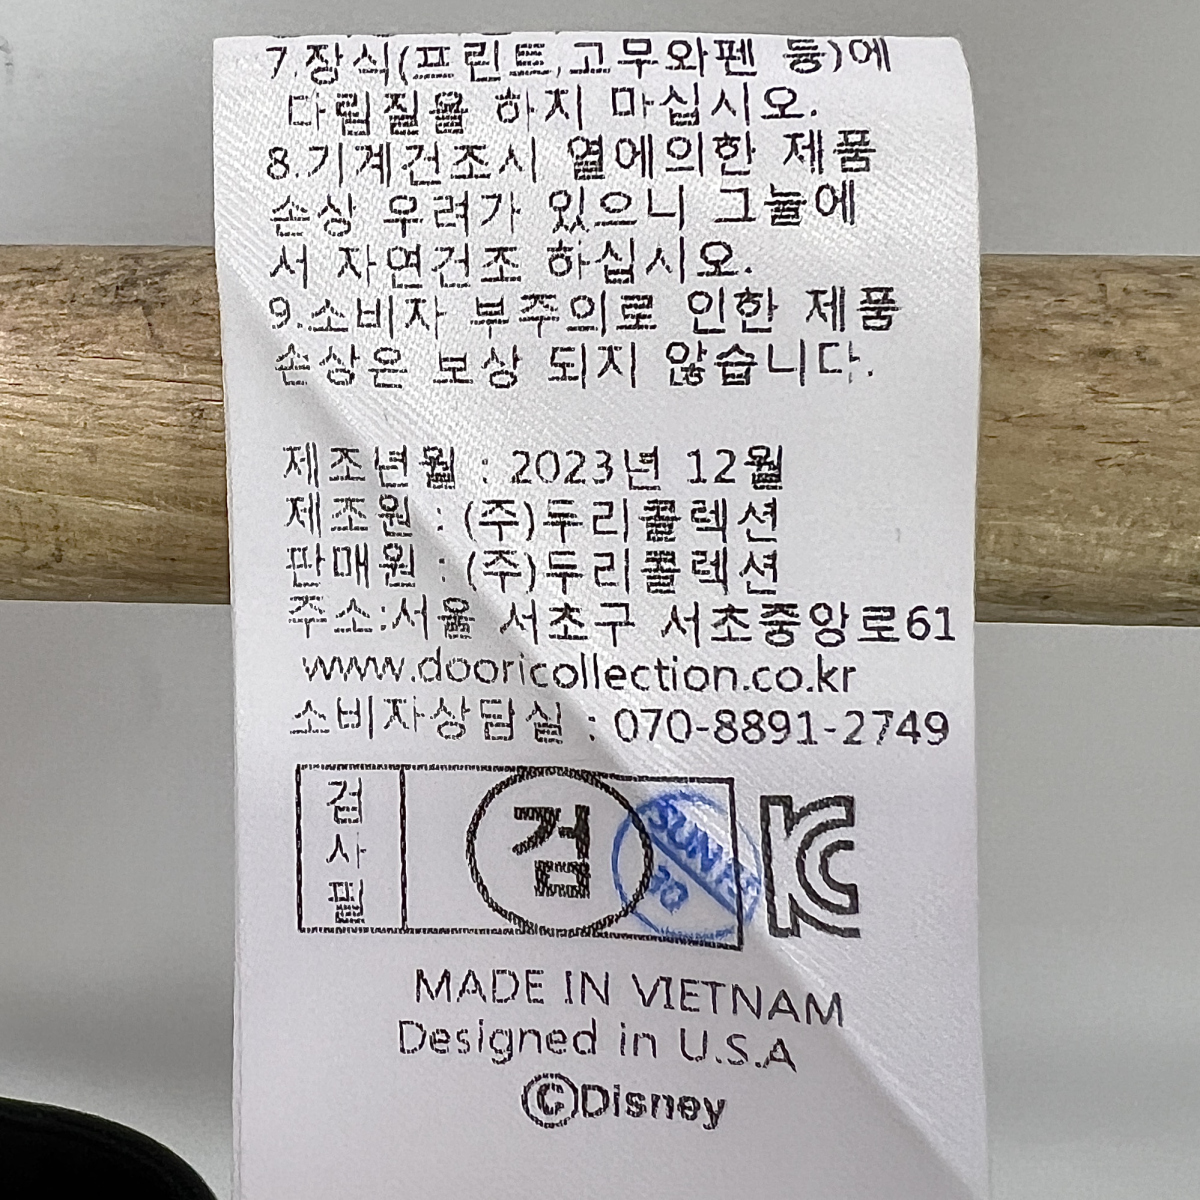 7.장식(프린트,고무와펜 등)에
다림질을 하지 마십시오.
8.기계건조시 열에의한 제품
손상 우려가 있으니 그늘에
서 자연건조 하십시오.
9.소비자 부주의로 인한 제품
손상은 보상 되지 않습니다.
제조년월 : 2023년 12월
제조원 : (주)두리콜렉션
판매원 : (주)두리콜렉션
주소:서울 서초구 서초중앙로61
www.dooricollection.co.kr
소비자상담실 : 070-8891-2749
검사필
검
10
KC
MADE IN VIETNAM
Designed in U.S.A
©Disney